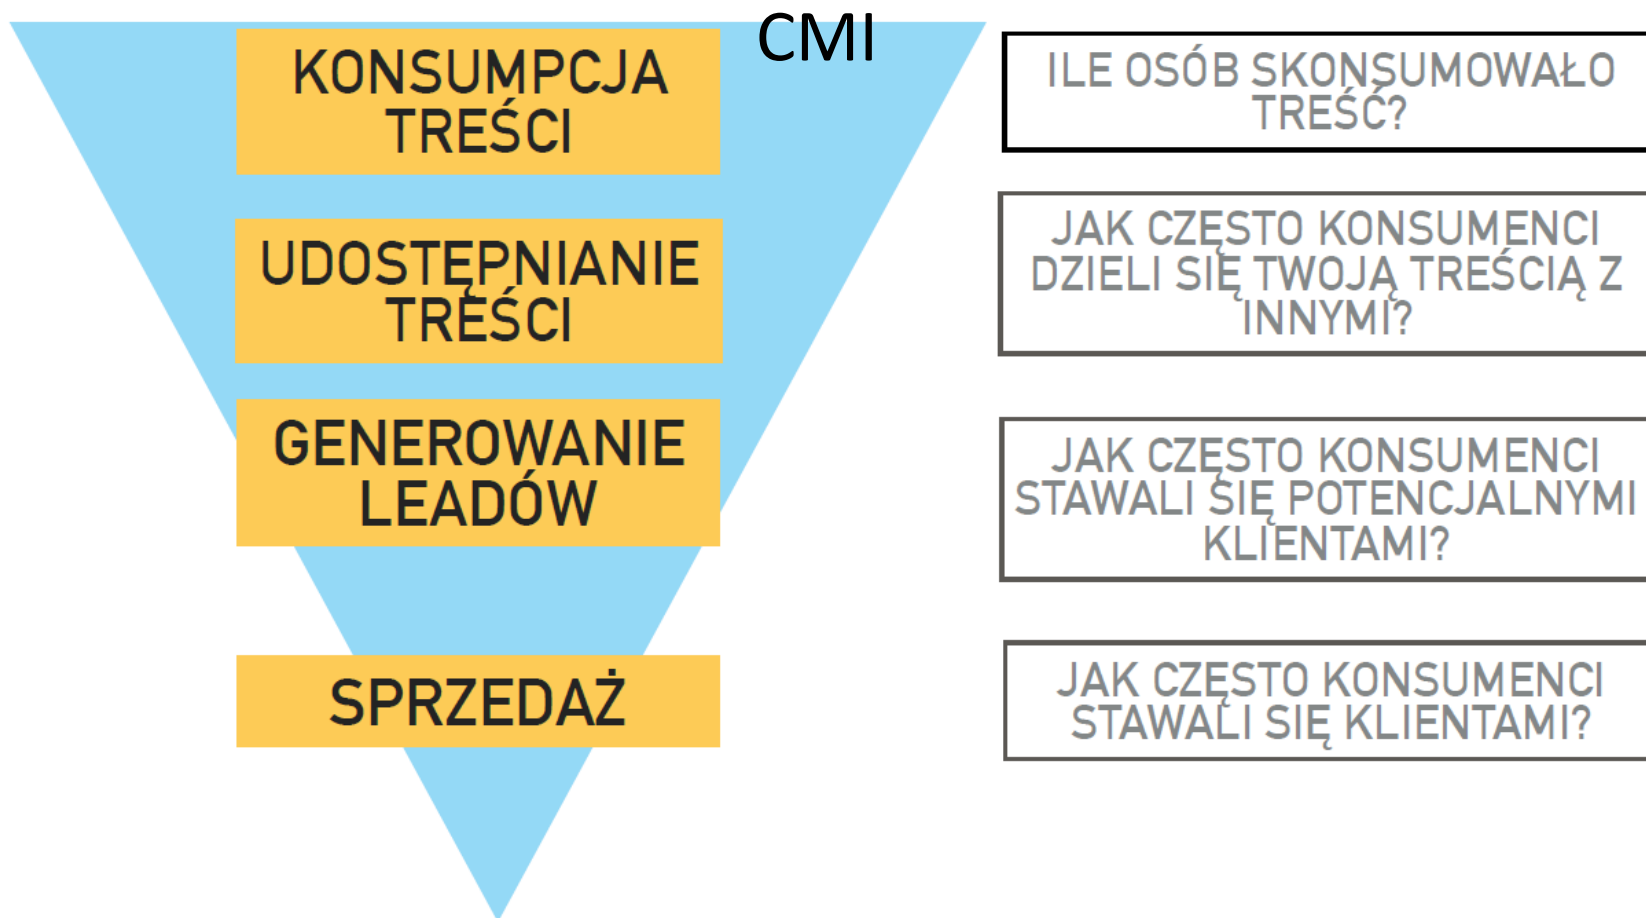 CMI
KONSUMPCJA
TREŚCI
ILE OSÓB SKONSUMOWAŁO
TREŚĆ?
UDOSTĘPNIANIE
TREŚCI
JAK CZĘSTO KONSUMENCI
DZIELI SIĘ TWOJĄ TREŚCIĄ Z
INNYMI?
GENEROWANIE
LEADÓW
JAK CZĘSTO KONSUMENCI
STAWALI SIĘ POTENCJALNYMI
KLIENTAMI?
SPRZEDAŻ
JAK CZĘSTO KONSUMENCI
STAWALI SIĘ KLIENTAMI?